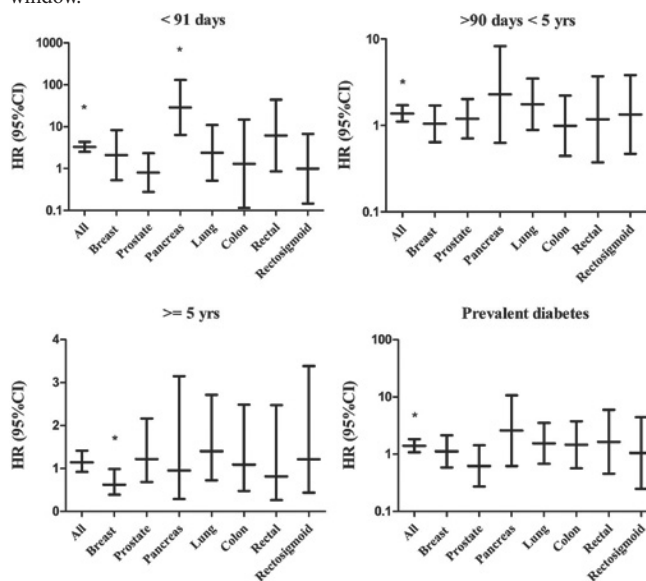 window.
< 91 days
>90 days < 5 yrs
HR (95%CI)
1000
100
10
1
0.1
*
*
All
Breast
Prostate
Pancreas
Lung
Colon
Rectal
Rectosigmoid
HR (95%CI)
10
1
0.1
*
All
Breast
Prostate
Pancreas
Lung
Colon
Rectal
Rectosigmoid
>= 5 yrs
Prevalent diabetes
HR (95%CI)
4
3
2
1
0
*
All
Breast
Prostate
Pancreas
Lung
Colon
Rectal
Rectosigmoid
HR (95%CI)
100
10
1
0.1
*
All
Breast
Prostate
Pancreas
Lung
Colon
Rectal
Rectosigmoid